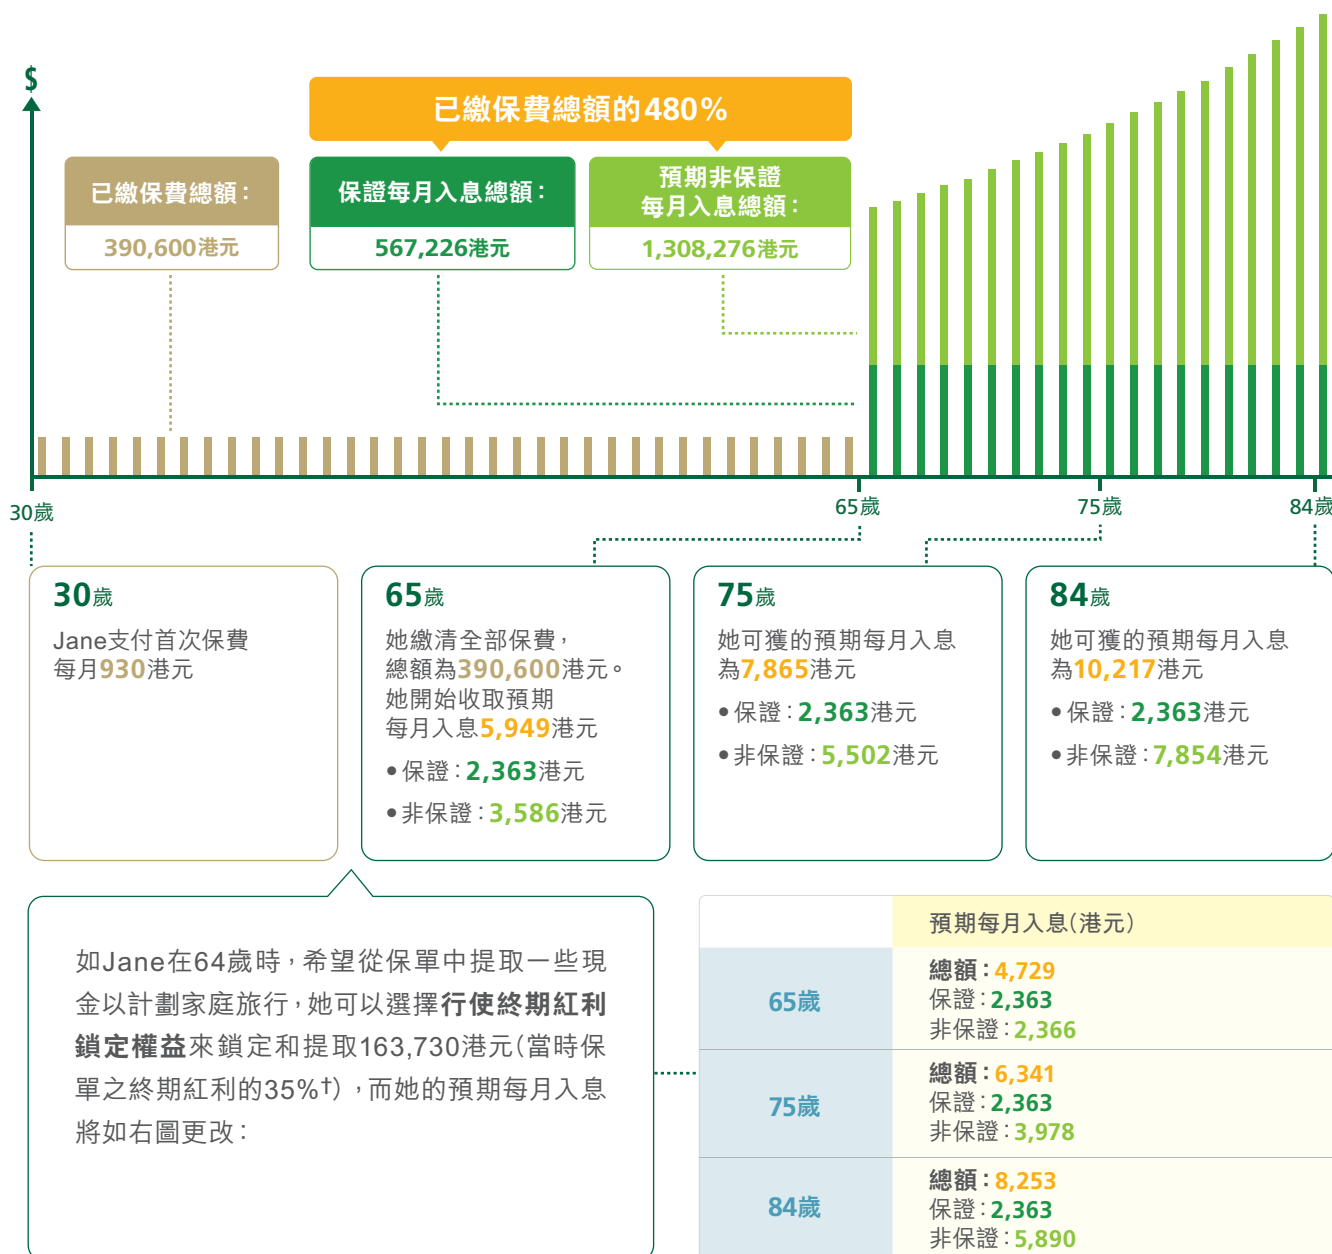 $
已繳保費總額的480%
已繳保費總額：
390,600港元
保證每月入息總額：
567,226港元
預期非保證
每月入息總額：
1,308,276港元
30歲
65歲
75歲
84歲
30歲
Jane支付首次保費
每月930港元
65歲
她繳清全部保費，
總額為390,600港元。
她開始收取預期
每月入息5,949港元
•保證：2,363港元
•非保證：3,586港元
75歲
她可獲的預期每月入息
為7,865港元
•保證：2,363港元
•非保證：5,502港元
84歲
她可獲的預期每月入息
為10,217港元
•保證：2,363港元
•非保證：7,854港元
如Jane在64歲時，希望從保單中提取一些現
金以計劃家庭旅行，她可以選擇行使終期紅利
鎖定權益來鎖定和提取163,730港元(當時保
單之終期紅利的35%†)，而她的預期每月入息
將如右圖更改：
預期每月入息(港元)
65歲
總額：4,729
保證：2,363
非保證：2,366
75歲
總額：6,341
保證：2,363
非保證：3,978
84歲
總額：8,253
保證：2,363
非保證：5,890